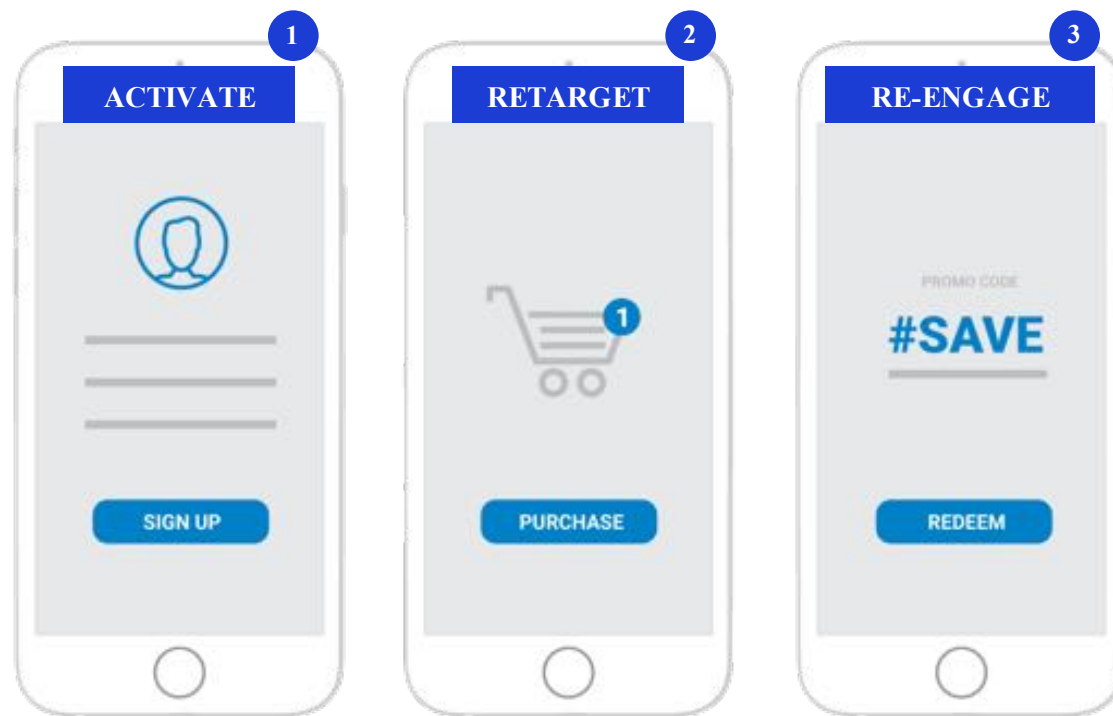 1
ACTIVATE
SIGN UP
2
RETARGET
1
PURCHASE
3
RE-ENGAGE
PROMO CODE
#SAVE
REDEEM